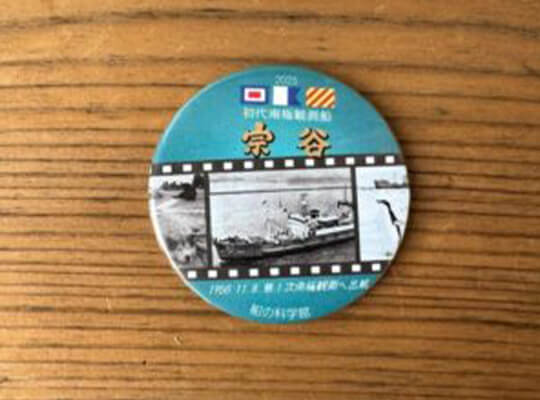 2023
初代南極観測船
宗谷
1956.11.8 第1次南極観測へ出航
船の科学館